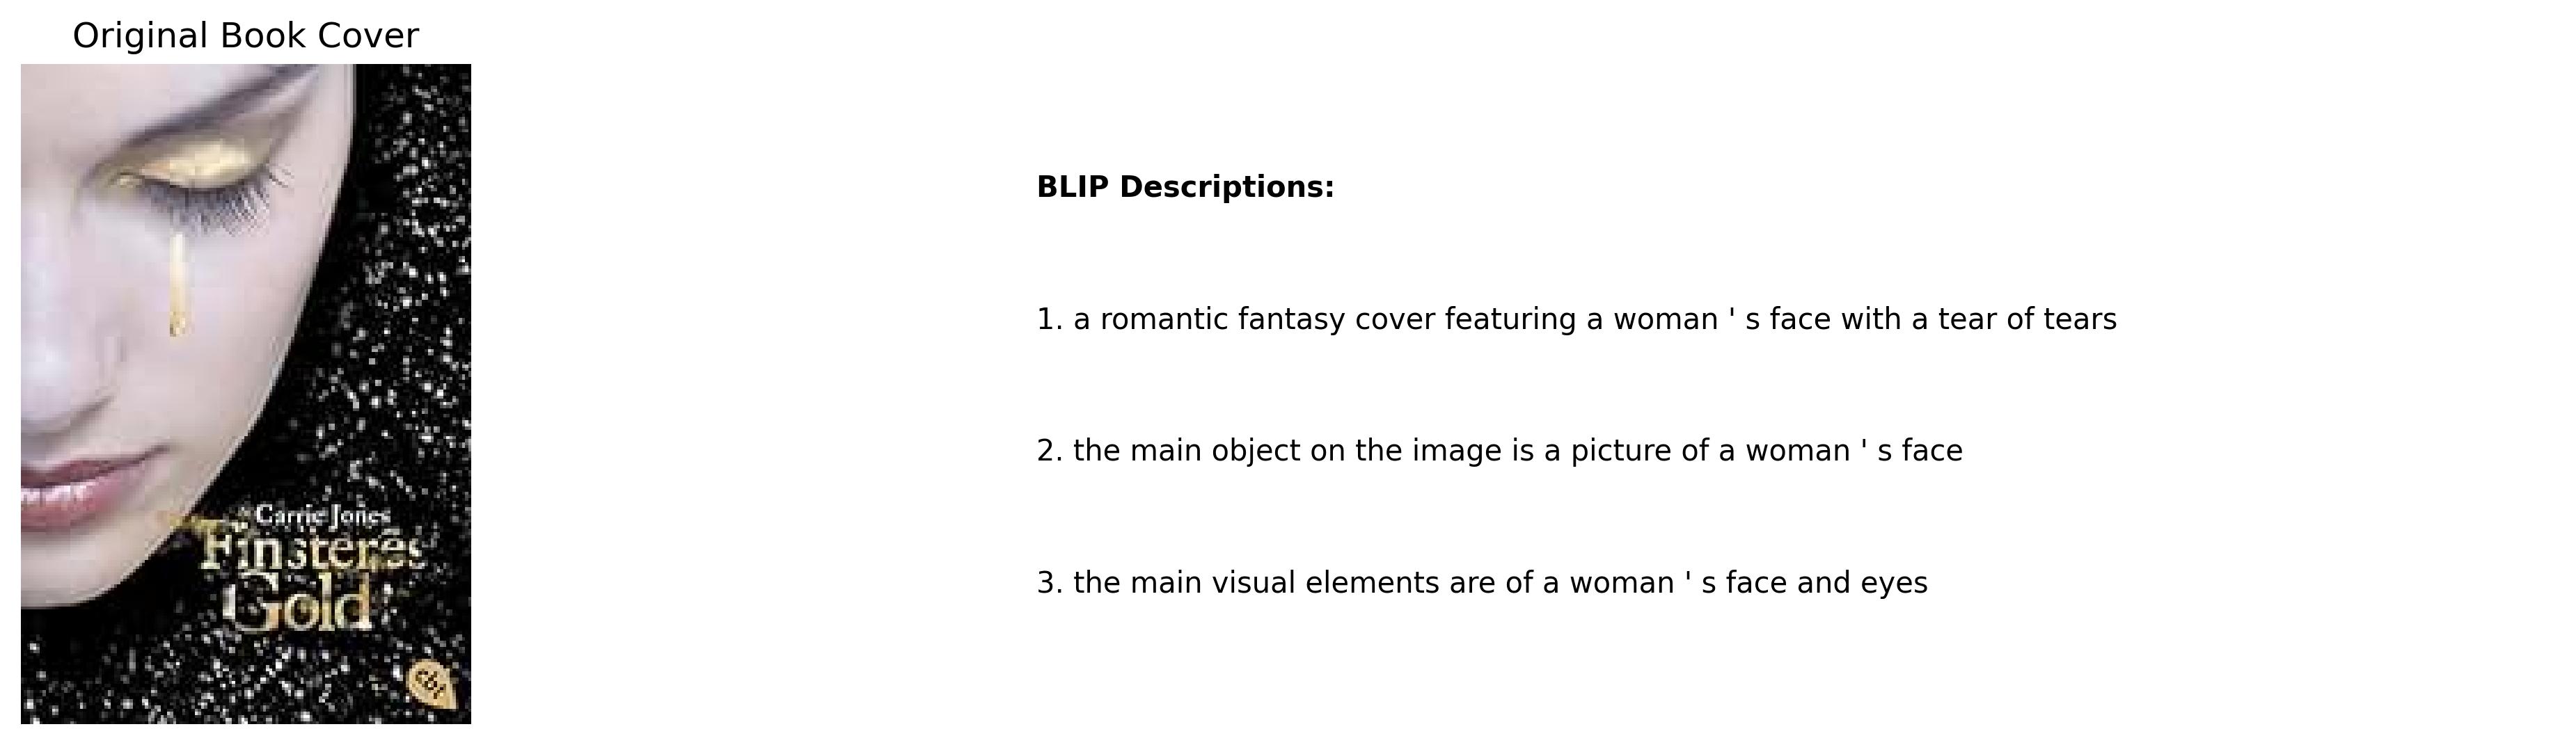 Original Book Cover
Carrie Jones
Finsteres
Gold
cbt
BLIP Descriptions:
1. a romantic fantasy cover featuring a woman ' s face with a tear of tears
2. the main object on the image is a picture of a woman ' s face
3. the main visual elements are of a woman ' s face and eyes